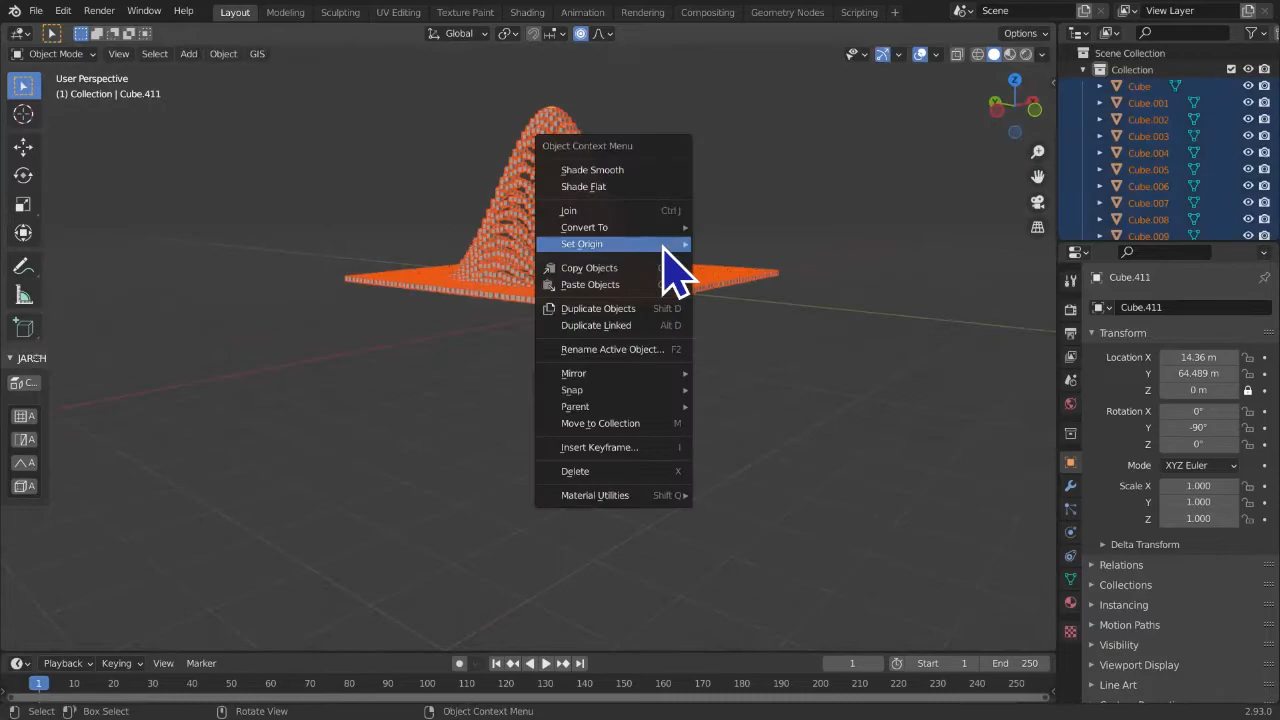 File Edit Render Window Help Layout Modeling Sculpting UV Editing Texture Paint Shading Animation Rendering Compositing Geometry Nodes Scripting + Scene View Layer
Global Options
Object Mode View Select Add Object GIS
User Perspective
(1) Collection | Cube.411
Z
Scene Collection
Collection
Cube
Cube.001
Cube.002
Cube.003
Cube.004
Cube.005
Cube.006
Cube.007
Cube.008
Cube.009
Object Context Menu
Shade Smooth
Shade Flat
Join Ctrl J
Convert To
Set Origin
Copy Objects
Paste Objects
Duplicate Objects Shift D
Duplicate Linked Alt D
Rename Active Object... F2
Mirror
Snap
Parent
Move to Collection M
Insert Keyframe... I
Delete X
Material Utilities Shift Q
JARCH
C...
A
A
A
A
Cube.411
Cube.411
Transform
Location X 14.36 m
Y 64.489 m
Z 0 m
Rotation X 0°
Y -90°
Z 0°
Mode XYZ Euler
Scale X 1.000
Y 1.000
Z 1.000
Delta Transform
Relations
Collections
Instancing
Motion Paths
Visibility
Viewport Display
Line Art
Playback Keying View Marker 1 Start 1 End 250
1 10 20 30 40 50 60 70 80 90 100 110 120 130 140 150 160 170 180 190 200 210 220 230 240 250
Select Box Select Rotate View Object Context Menu 2.93.0